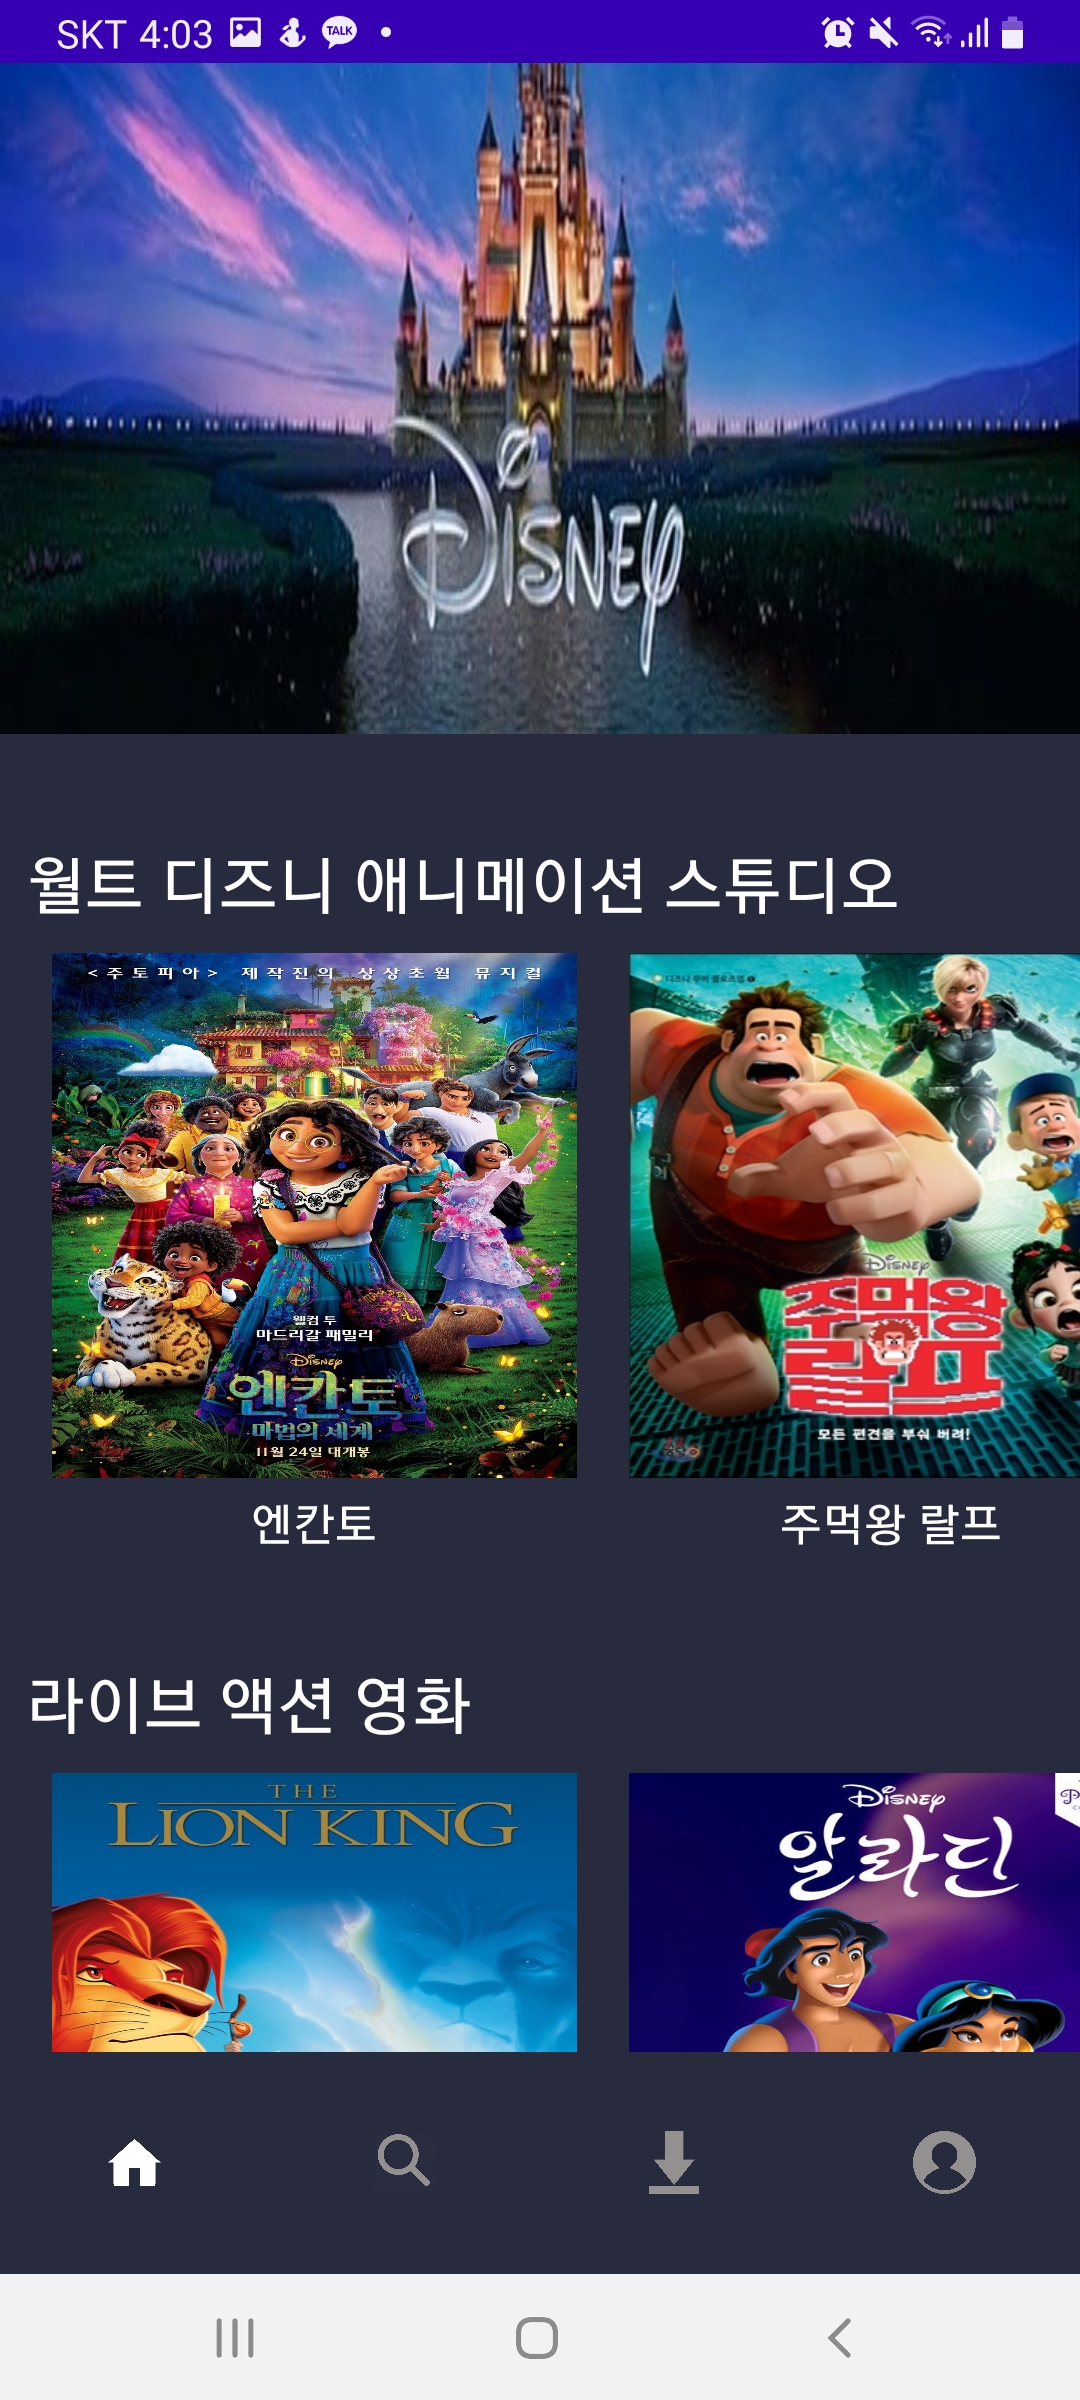 SKT 4:03
TALK
DISNEY
월트 디즈니 애니메이션 스튜디오
<주토피아> 제작진의 상상초월 뮤지컬
웰컴 투
마드리갈 패밀리
DISNEY
엔칸토
마법의 세계
11월 24일 대개봉
엔칸토
DISNEY
주먹왕
랄프
모든 편견을 부숴 버려!
주먹왕 랄프
라이브 액션 영화
THE
LION KING
DISNEY
알라딘